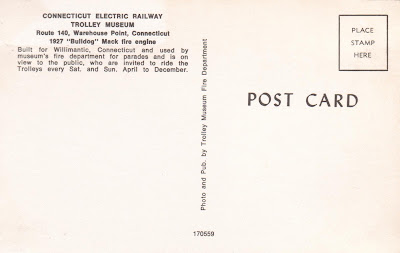 CONNECTICUT ELECTRIC RAILWAY
TROLLEY MUSEUM
Route 140, Warehouse Point, Connecticut
1927 "Bulldog" Mack fire engine
Built for Willimantic, Connecticut and used by
museum's fire department for parades and is on
view to the public, who are invited to ride the
Trolleys every Sat. and Sun. April to December.
Photo and Pub. by Trolley Museum Fire Department
170559
PLACE
STAMP
HERE
POST CARD